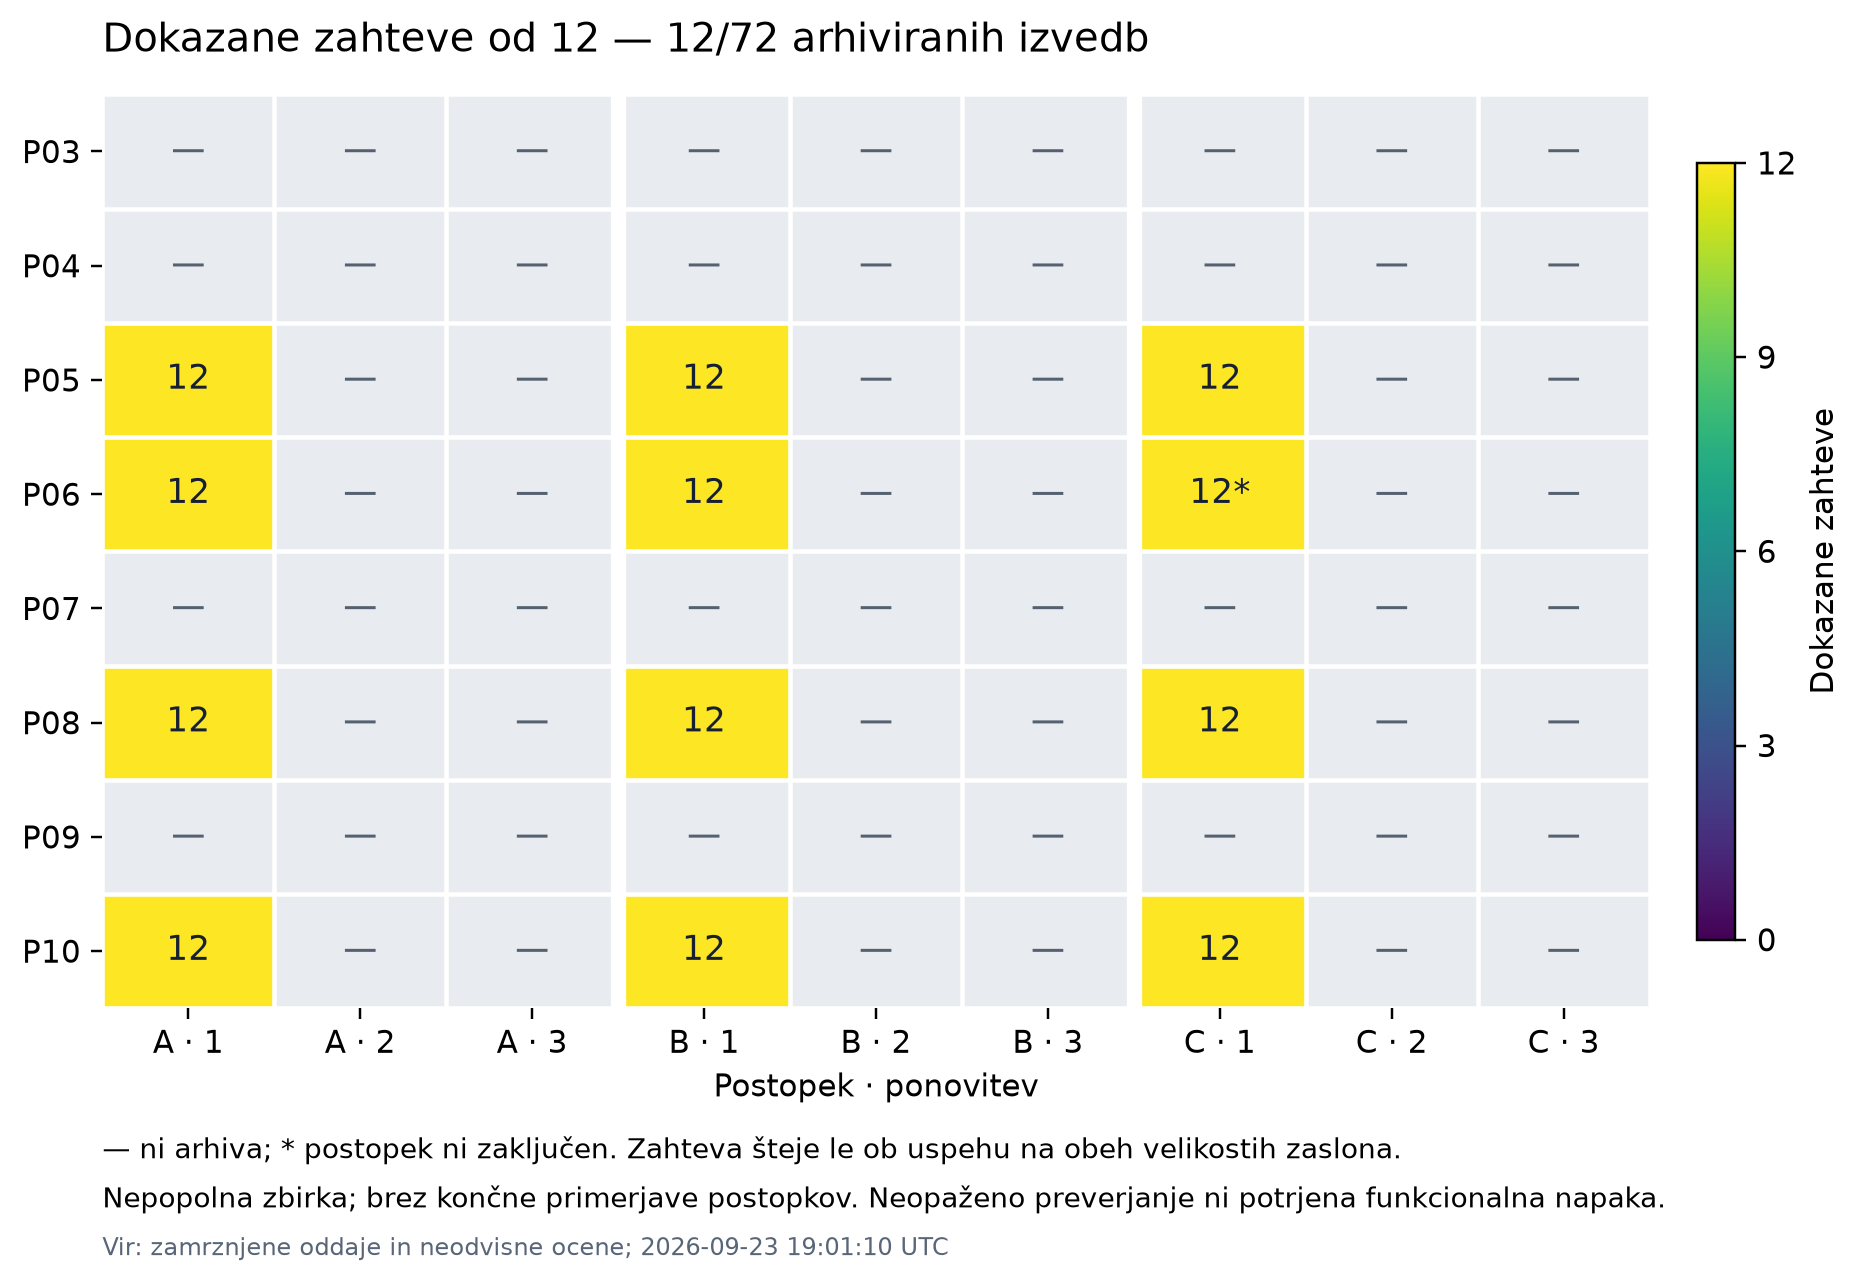 Dokazane zahteve od 12 — 12/72 arhiviranih izvedb
P03 — — — — — — — — —
P04 — — — — — — — — —
P05 12 — — 12 — — 12 — —
P06 12 — — 12 — — 12* — —
P07 — — — — — — — — —
P08 12 — — 12 — — 12 — —
P09 — — — — — — — — —
P10 12 — — 12 — — 12 — —
A · 1 A · 2 A · 3 B · 1 B · 2 B · 3 C · 1 C · 2 C · 3
Postopek · ponovitev
12
9
6
3
0
Dokazane zahteve
— ni arhiva; * postopek ni zaključen. Zahteva šteje le ob uspehu na obeh velikostih zaslona.
Nepopolna zbirka; brez končne primerjave postopkov. Neopaženo preverjanje ni potrjena funkcionalna napaka.
Vir: zamrznjene oddaje in neodvisne ocene; 2026-09-23 19:01:10 UTC